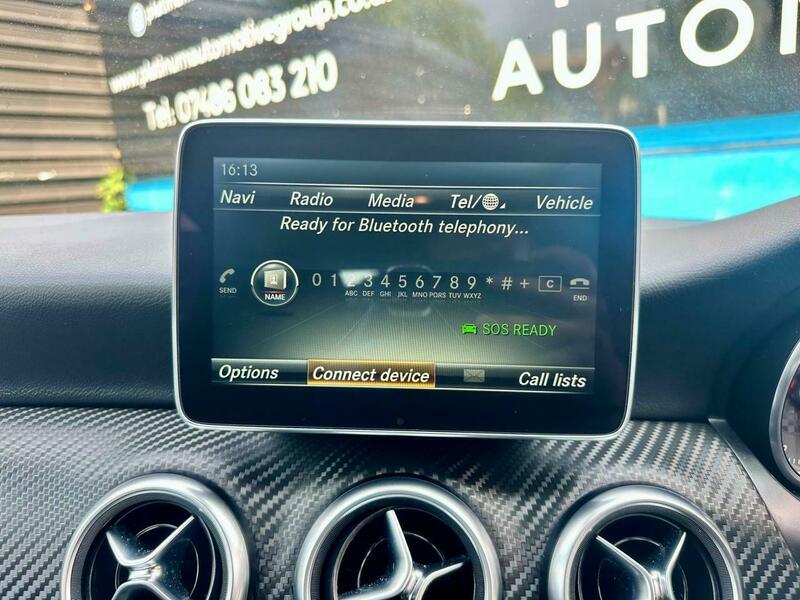 www.platinumautomotivegroup.co.u
Tel: 07486 083 210
AUTOM
16:13
Navi Radio Media Tel/ Vehicle
Ready for Bluetooth telephony...
SEND NAME 0 1 2 3 4 5 6 7 8 9 * # + C END
ABC DEF GHI JKL MNO PQRS TUV WXYZ
SOS READY
Options Connect device Call lists